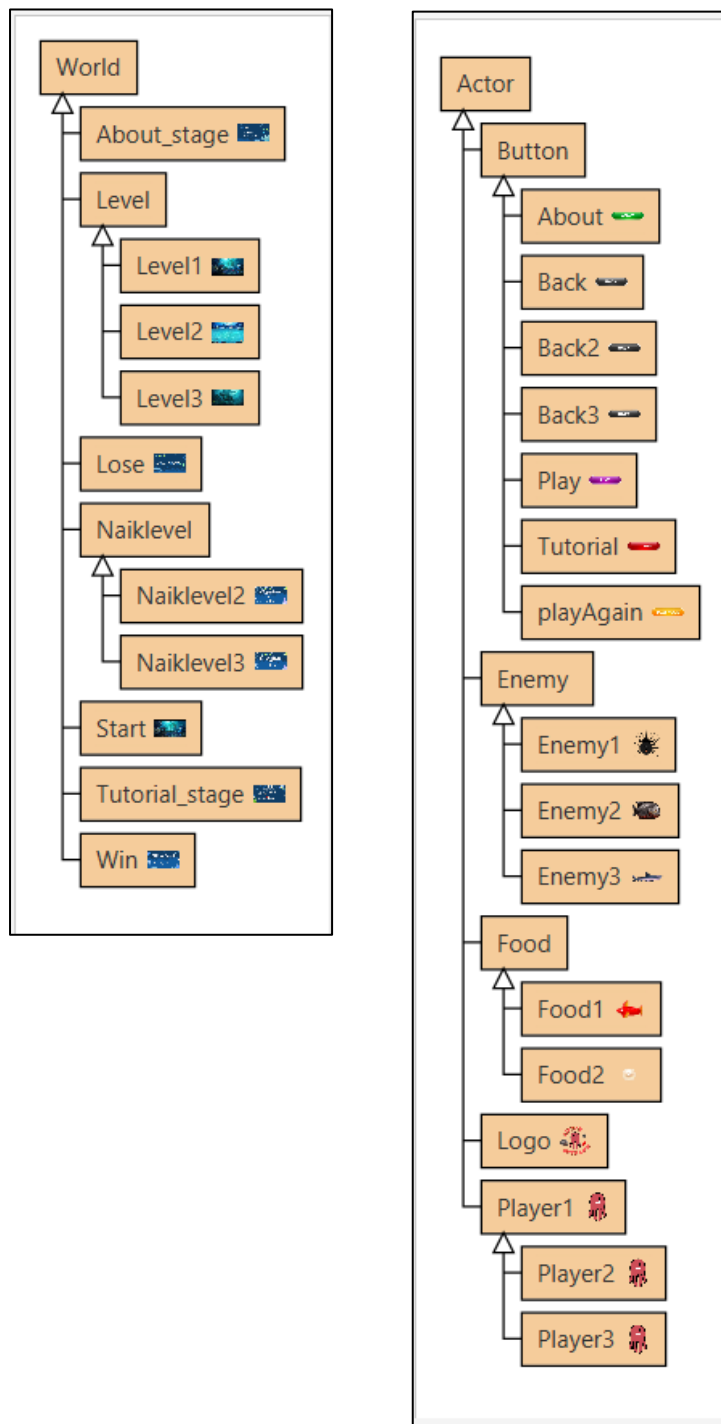 World
About_stage
Level
Level1
Level2
Level3
Lose
Naiklevel
Naiklevel2
Naiklevel3
Start
Tutorial_stage
Win
Actor
Button
About
Back
Back2
Back3
Play
Tutorial
playAgain
Enemy
Enemy1
Enemy2
Enemy3
Food
Food1
Food2
Logo
Player1
Player2
Player3